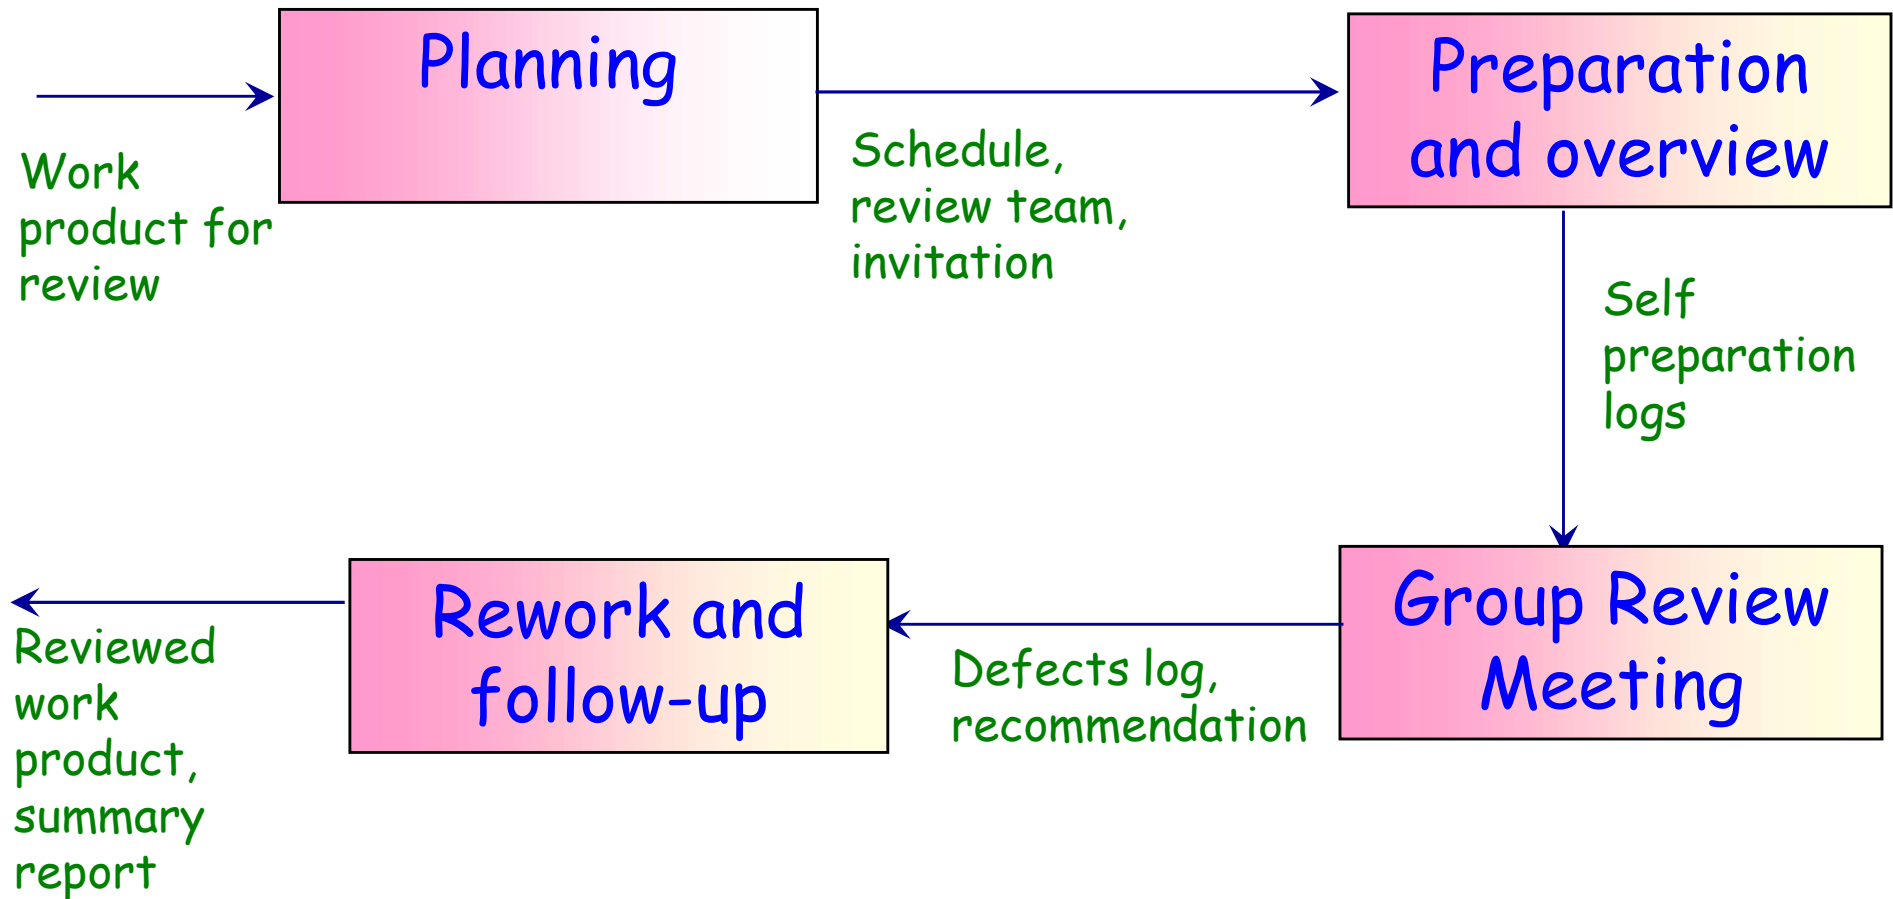 Planning
Preparation
and overview
Work
product for
review
Schedule,
review team,
invitation
Self
preparation
logs
Group Review
Meeting
Defects log,
recommendation
Rework and
follow-up
Reviewed
work
product,
summary
report